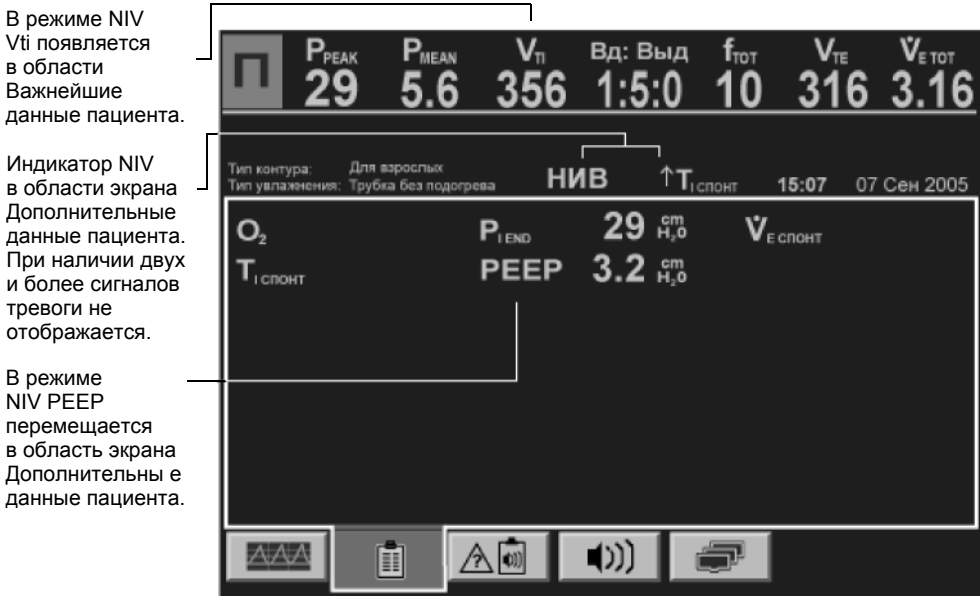 В режиме NIV
Vti появляется
в области
Важнейшие
данные пациента.
Индикатор NIV
в области экрана
Дополнительные
данные пациента.
При наличии двух
и более сигналов
тревоги не
отображается.
В режиме
NIV PEEP
перемещается
в область экрана
Дополнительны е
данные пациента.
П
PPEAK PMEAN VTI Вд: Выд fTOT VTE V̇E TOT
29 5.6 356 1:5:0 10 316 3.16
Тип контура: Для взрослых
Тип увлажнения: Трубка без подогрева
НИВ ↑TI спонт 15:07 07 Сен 2005
O2 PI END 29 cm H2O V̇E СПОНТ
TI СПОНТ PEEP 3.2 cm H2O